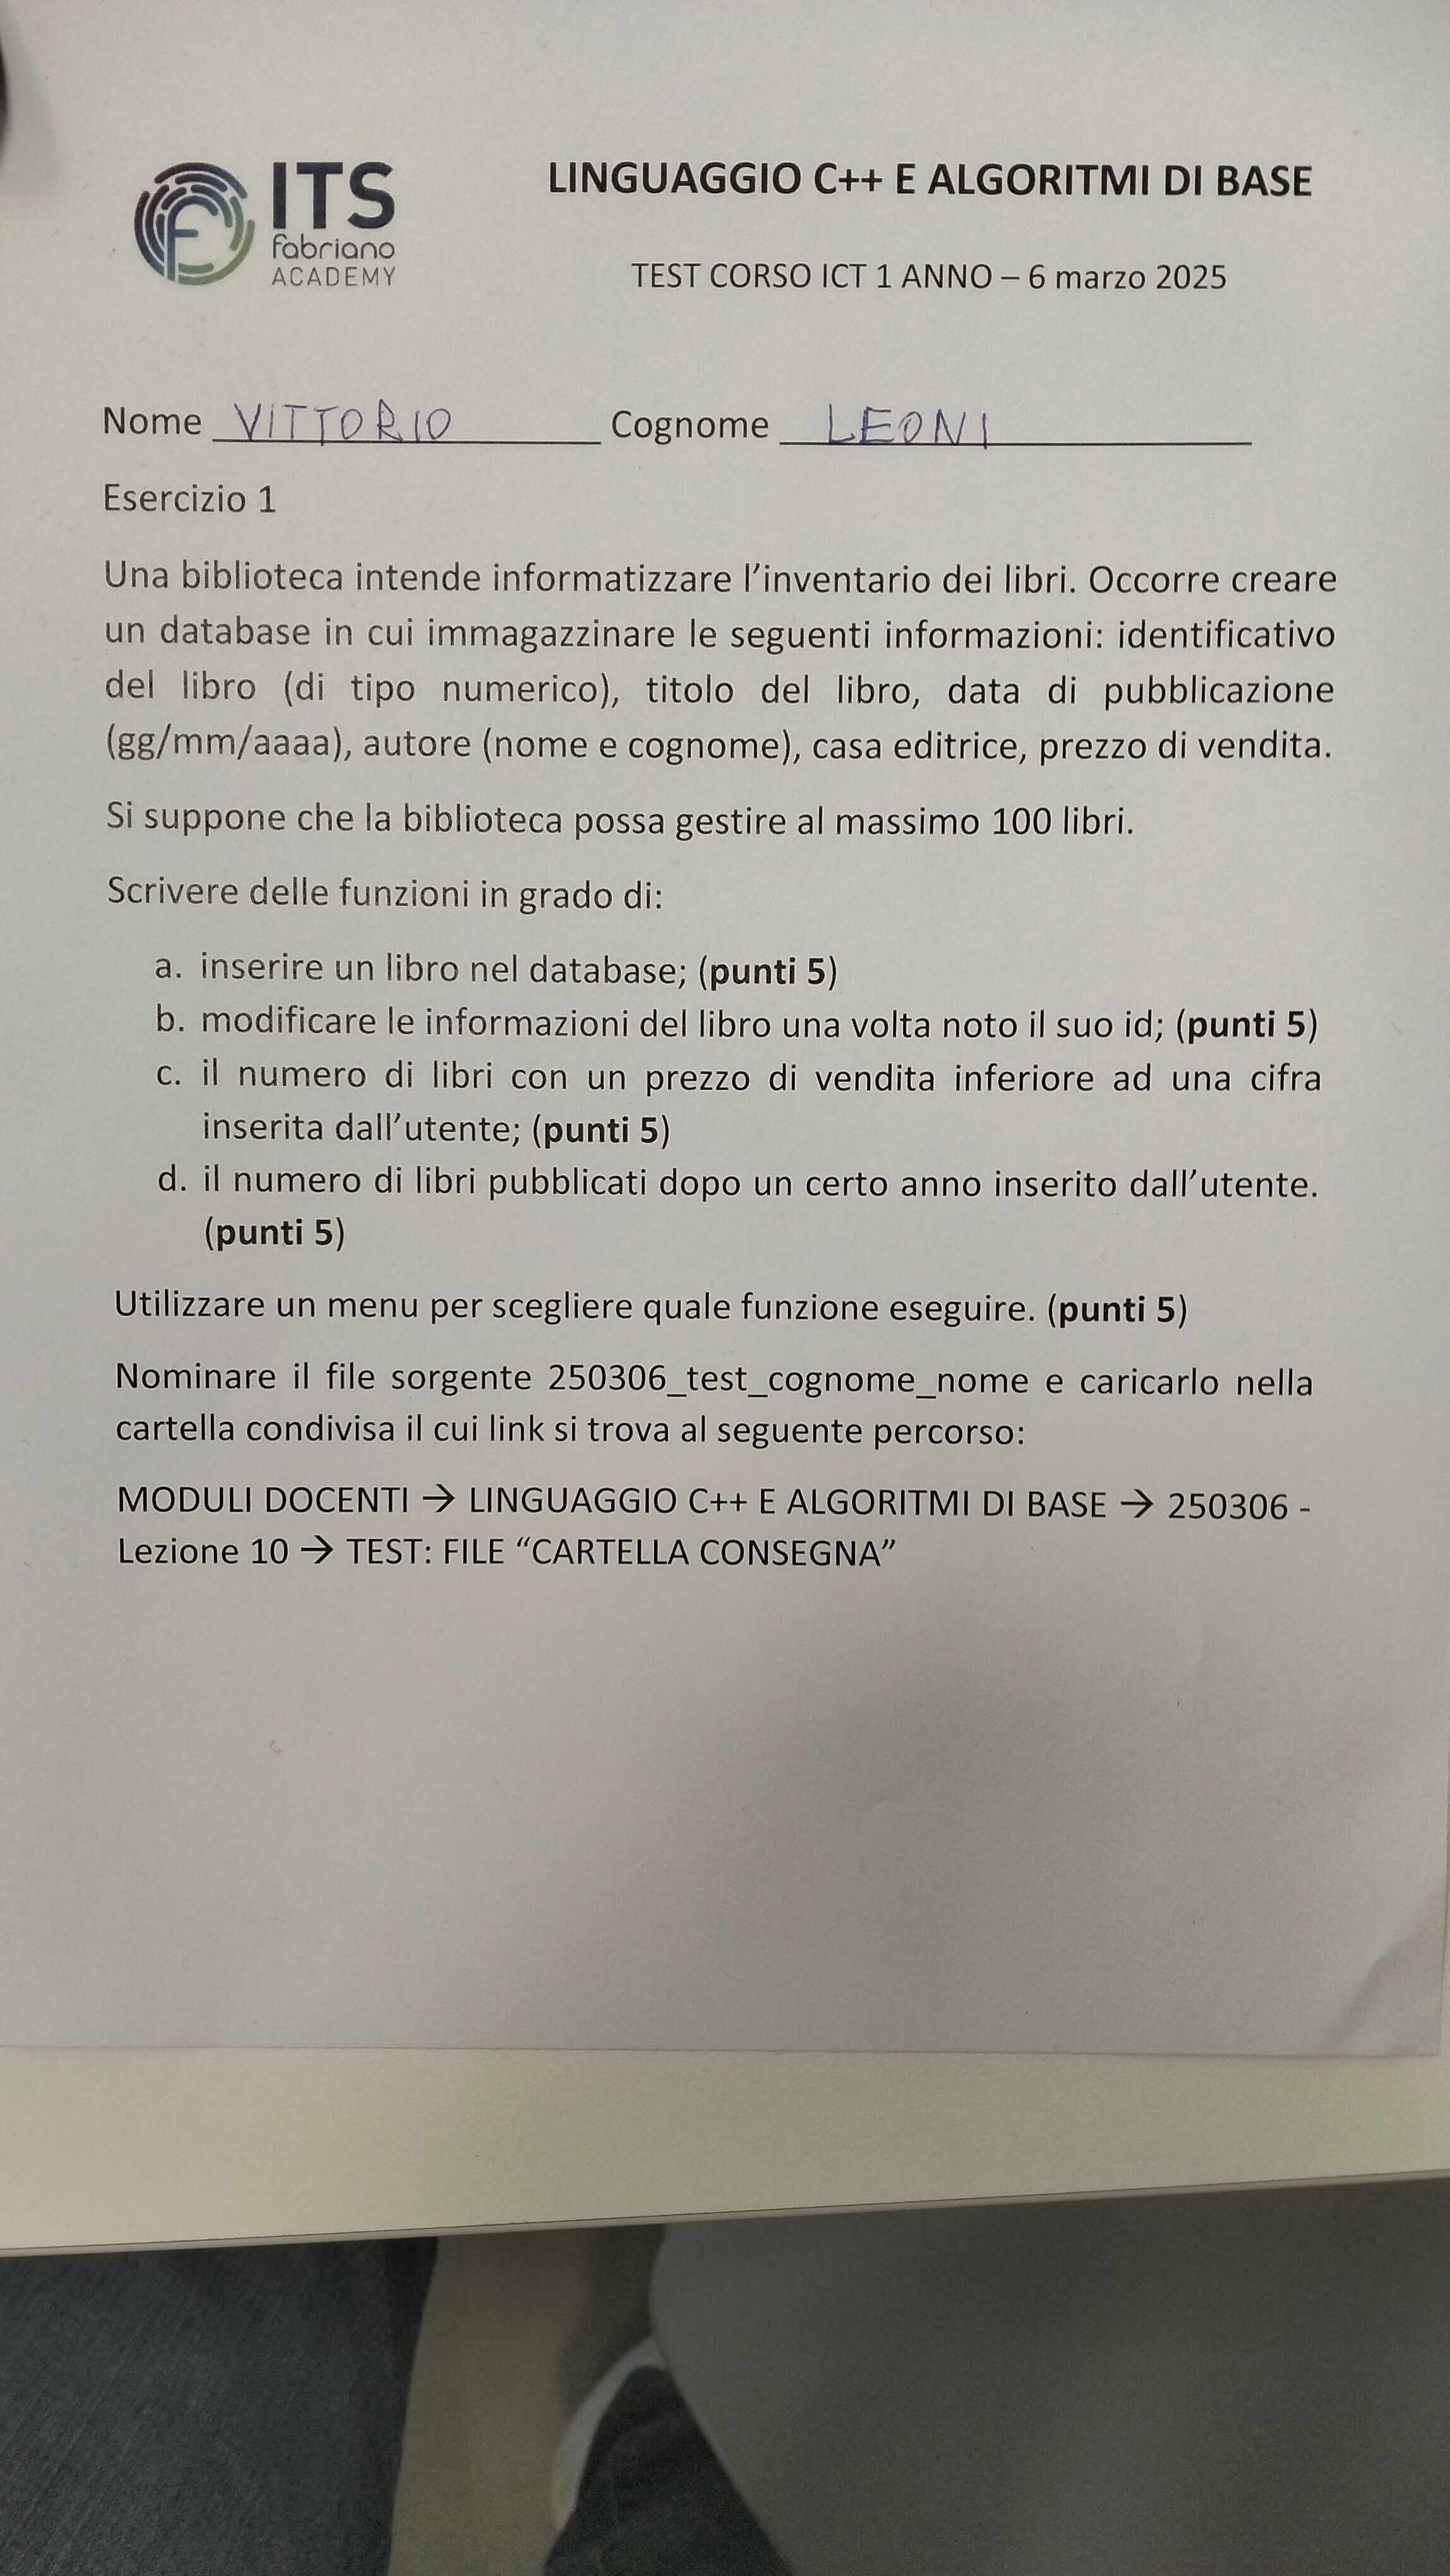 ITS
fabriano
ACADEMY
LINGUAGGIO C++ E ALGORITMI DI BASE
TEST CORSO ICT 1 ANNO – 6 marzo 2025
Nome VITTORIO Cognome LEONI
Esercizio 1
Una biblioteca intende informatizzare l’inventario dei libri. Occorre creare
un database in cui immagazzinare le seguenti informazioni: identificativo
del libro (di tipo numerico), titolo del libro, data di pubblicazione
(gg/mm/aaaa), autore (nome e cognome), casa editrice, prezzo di vendita.
Si suppone che la biblioteca possa gestire al massimo 100 libri.
Scrivere delle funzioni in grado di:
a. inserire un libro nel database; (punti 5)
b. modificare le informazioni del libro una volta noto il suo id; (punti 5)
c. il numero di libri con un prezzo di vendita inferiore ad una cifra
inserita dall’utente; (punti 5)
d. il numero di libri pubblicati dopo un certo anno inserito dall’utente.
(punti 5)
Utilizzare un menu per scegliere quale funzione eseguire. (punti 5)
Nominare il file sorgente 250306_test_cognome_nome e caricarlo nella
cartella condivisa il cui link si trova al seguente percorso:
MODULI DOCENTI → LINGUAGGIO C++ E ALGORITMI DI BASE → 250306 -
Lezione 10 → TEST: FILE “CARTELLA CONSEGNA”